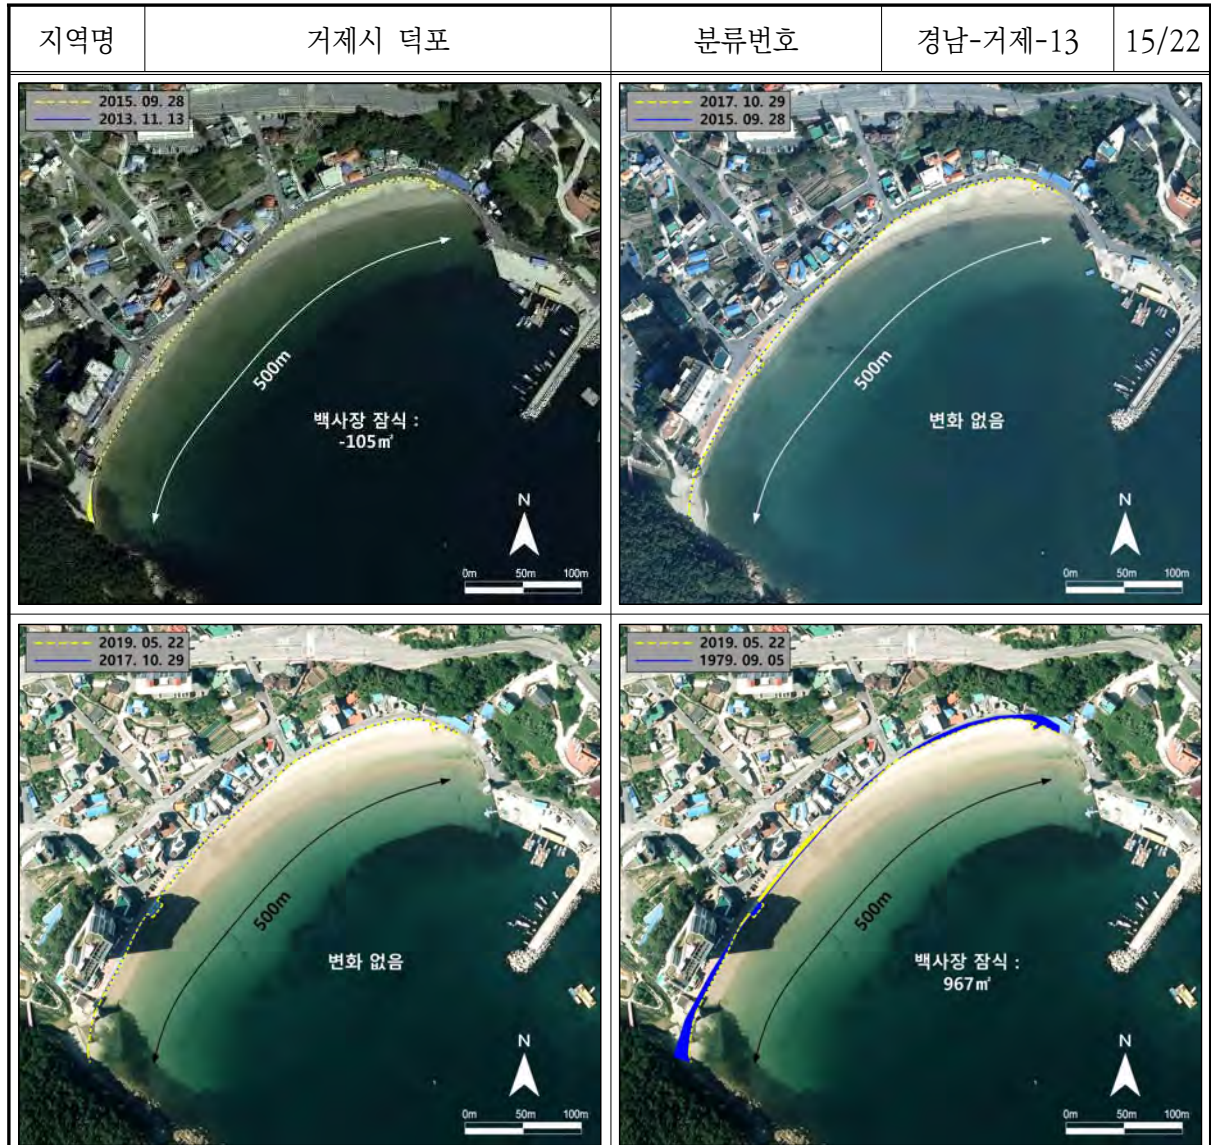 지역명 거제시 덕포 분류번호 경남-거제-13 15/22
2015. 09. 28
2013. 11. 13
500m
백사장 잠식 :
-105㎡
N
0m 50m 100m
2017. 10. 29
2015. 09. 28
500m
변화 없음
N
0m 50m 100m
2019. 05. 22
2017. 10. 29
500m
변화 없음
N
0m 50m 100m
2019. 05. 22
1979. 09. 05
500m
백사장 잠식 :
967㎡
N
0m 50m 100m